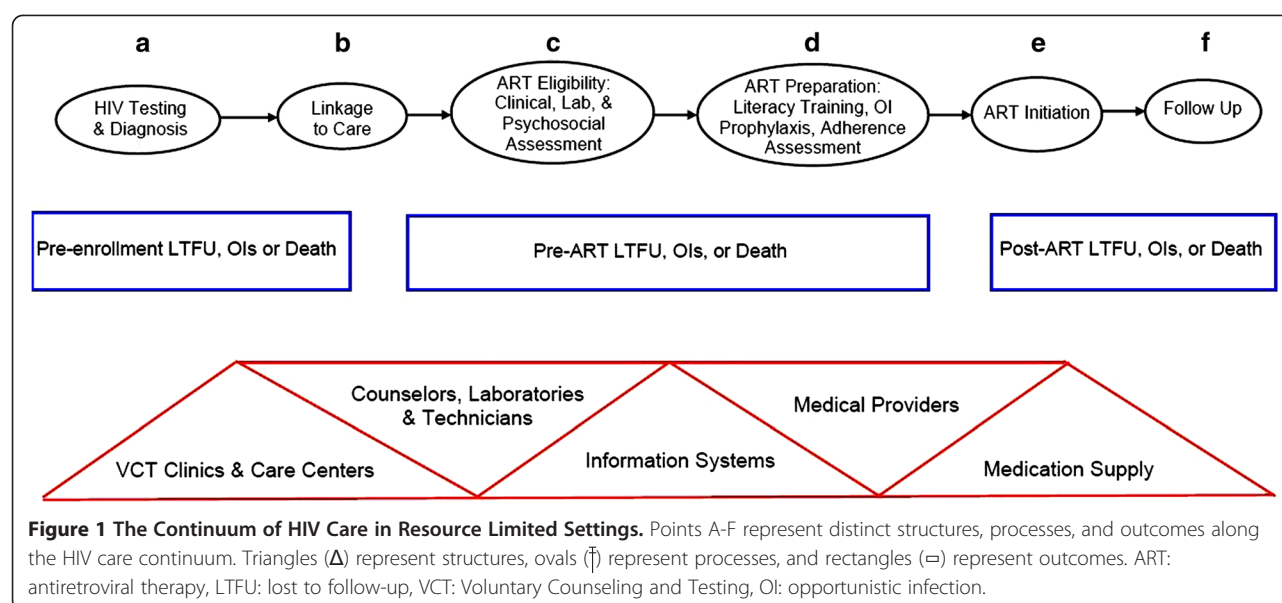 a
b
c
d
e
f
HIV Testing
& Diagnosis
Linkage
to Care
ART Eligibility:
Clinical, Lab, &
Psychosocial
Assessment
ART Preparation:
Literacy Training, OI
Prophylaxis, Adherence
Assessment
ART Initiation
Follow Up
Pre-enrollment LTFU, OIs or Death
Pre-ART LTFU, OIs, or Death
Post-ART LTFU, OIs, or Death
Counselors, Laboratories
& Technicians
Medical Providers
VCT Clinics & Care Centers
Information Systems
Medication Supply
Figure 1 The Continuum of HIV Care in Resource Limited Settings. Points A-F represent distinct structures, processes, and outcomes along
the HIV care continuum. Triangles (Δ) represent structures, ovals () represent processes, and rectangles (▭) represent outcomes. ART:
antiretroviral therapy, LTFU: lost to follow-up, VCT: Voluntary Counseling and Testing, OI: opportunistic infection.